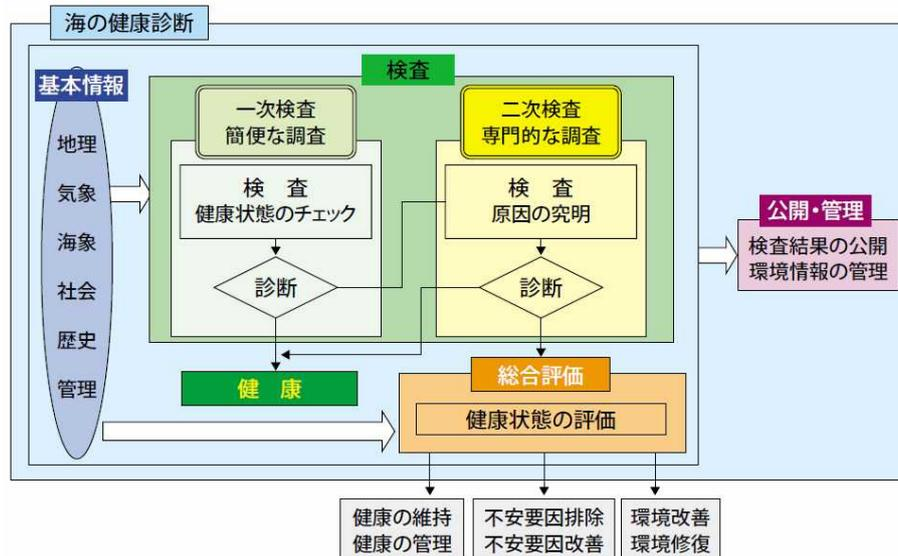 海の健康診断
基本情報
地理
気象
海象
社会
歴史
管理
検査
一次検査
簡便な調査
検 査
健康状態のチェック
診断
二次検査
専門的な調査
検 査
原因の究明
診断
健 康
総合評価
健康状態の評価
公開・管理
検査結果の公開
環境情報の管理
健康の維持
健康の管理
不安要因排除
不安要因改善
環境改善
環境修復